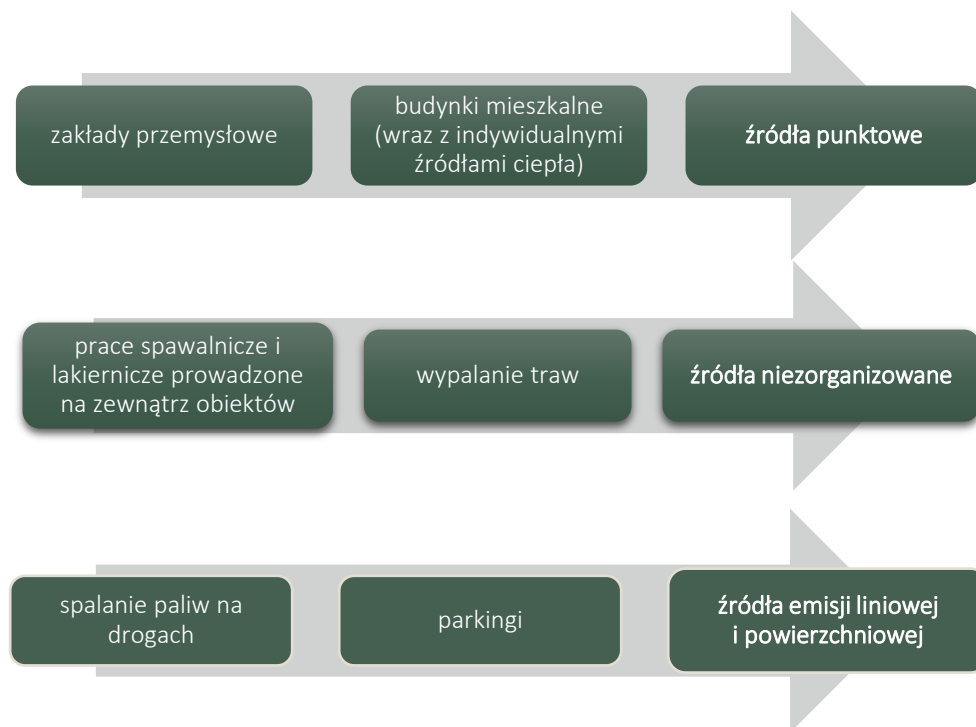 zakłady przemysłowe
budynki mieszkalne
(wraz z indywidualnymi
źródłami ciepła)
źródła punktowe
prace spawalnicze i
lakiernicze prowadzone
na zewnątrz obiektów
wypalanie traw
źródła niezorganizowane
spalanie paliw na
drogach
parkingi
źródła emisji liniowej
i powierzchniowej